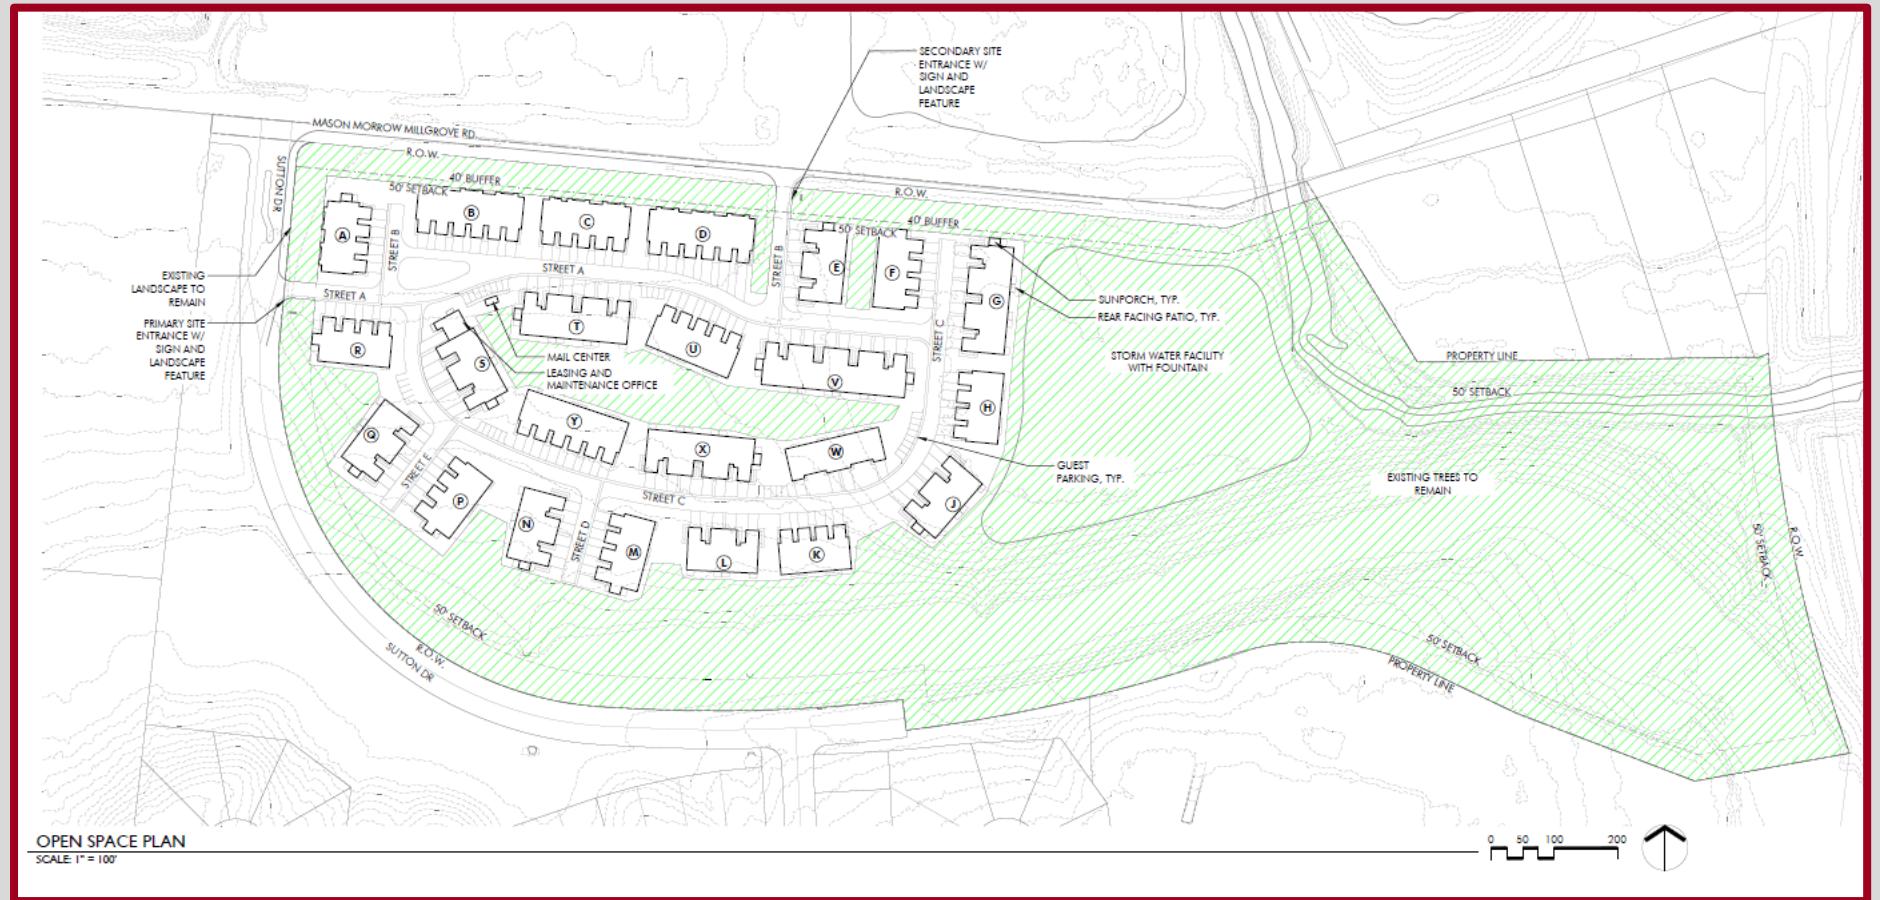 SECONDARY SITE
ENTRANCE W/
SIGN AND
LANDSCAPE
FEATURE
MASON MORROW MILLGROVE RD.
R.O.W.
SUTTON DR
40' BUFFER
50' SETBACK
R.O.W.
40' BUFFER
50' SETBACK
A
B
C
D
E
F
G
STREET B
STREET B
STREET A
STREET A
EXISTING
LANDSCAPE TO
REMAIN
PRIMARY SITE
ENTRANCE W/
SIGN AND
LANDSCAPE
FEATURE
SUNPORCH, TYP.
REAR FACING PATIO, TYP.
STORM WATER FACILITY
WITH FOUNTAIN
PROPERTY LINE
50' SETBACK
R
S
T
U
V
H
STREET C
MAIL CENTER
LEASING AND
MAINTENANCE OFFICE
Q
Y
X
W
J
STREET E
P
N
M
L
K
STREET C
STREET D
GUEST
PARKING, TYP.
EXISTING TREES TO
REMAIN
50' SETBACK
R.O.W.
50' SETBACK
R.O.W.
SUTTON DR
50' SETBACK
PROPERTY LINE
OPEN SPACE PLAN
SCALE: 1" = 100'
0 50 100 200